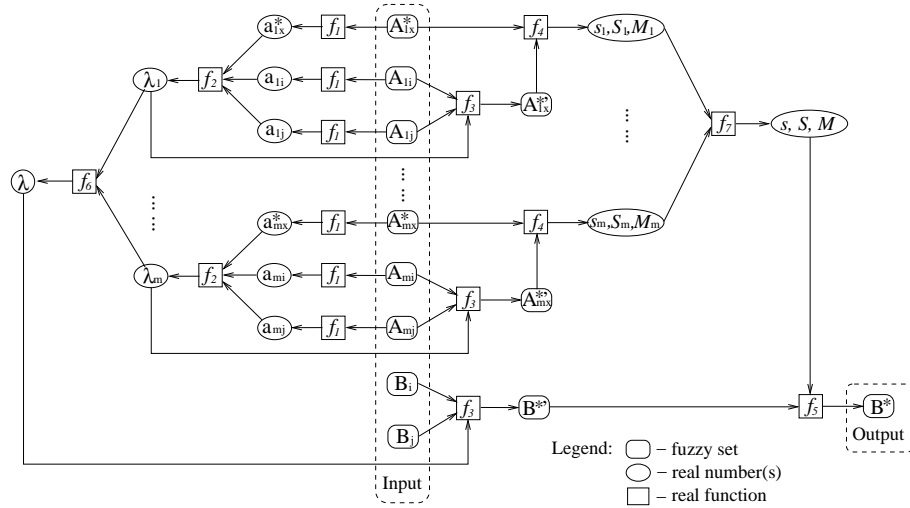 a*1x f1 A*1x f4 s1, S1, M1
λ1 f2 a1i f1 A1i
f3 A*'1x
a1j f1 A1j
f7 s, S, M
λ f6
......
a*mx f1 A*mx f4 sm, Sm, Mm
λm f2 ami f1 Ami
f3 A*'mx
amj f1 Amj
Bi
f3 B*' f5 B*
Bj
Output
Legend: – fuzzy set
– real number(s)
Input
– real function